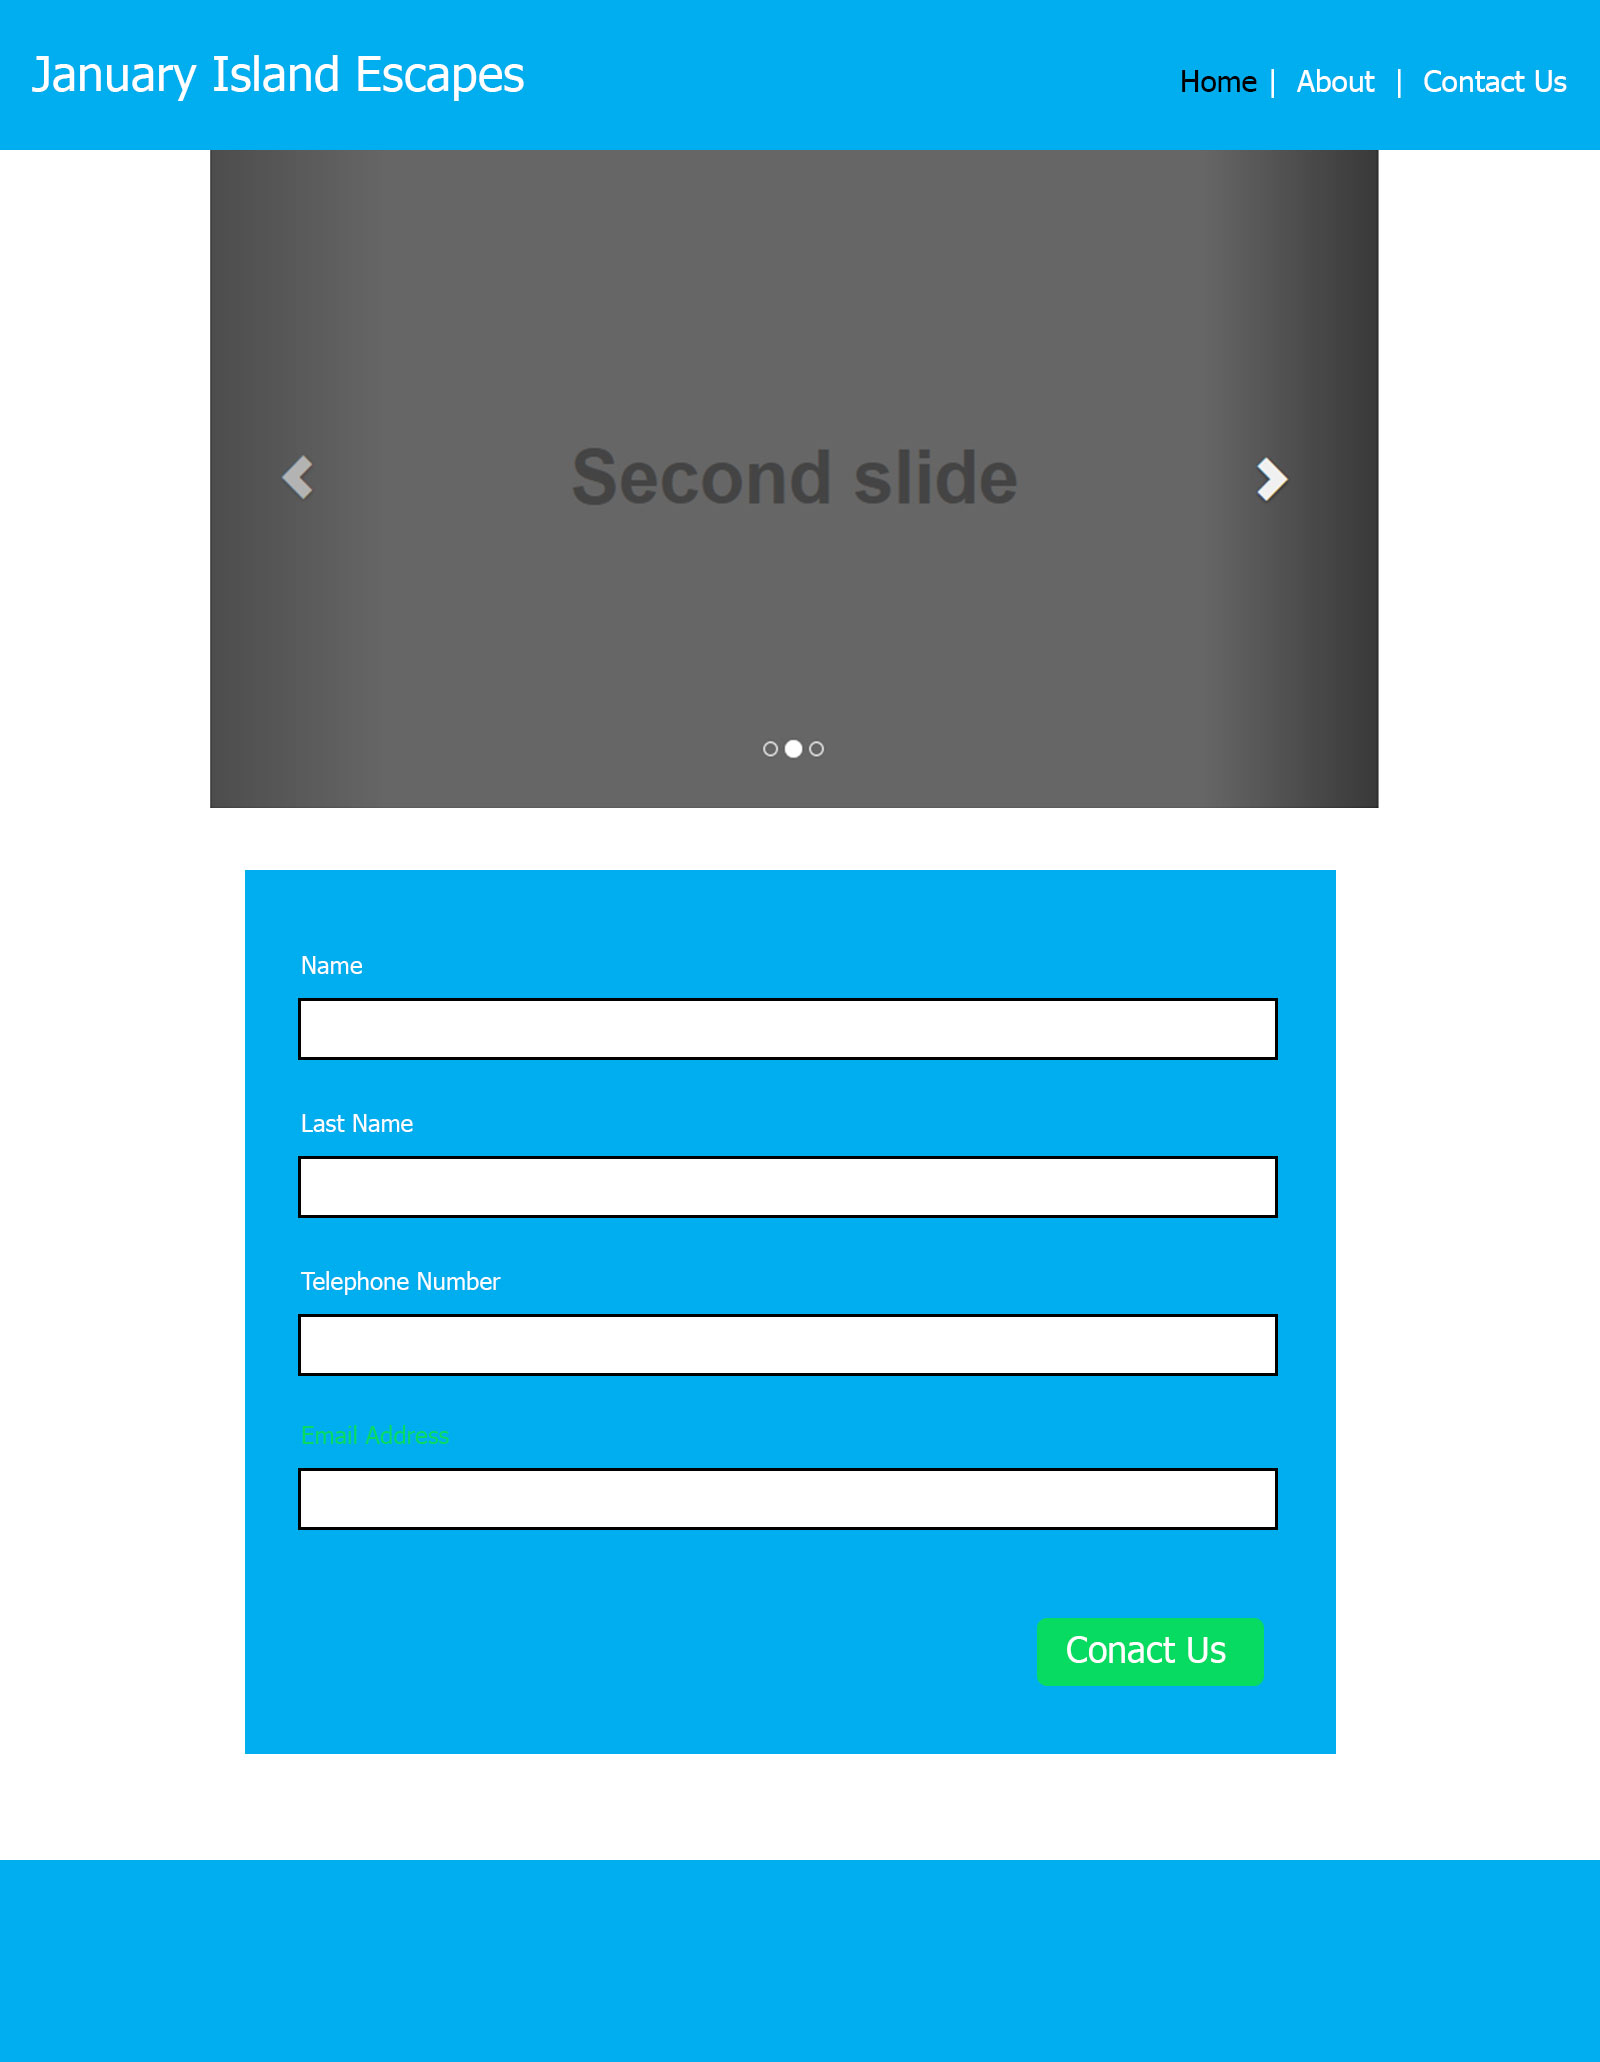 January Island Escapes
Home | About | Contact Us
Second slide
Name
Last Name
Telephone Number
Email Address
Conact Us